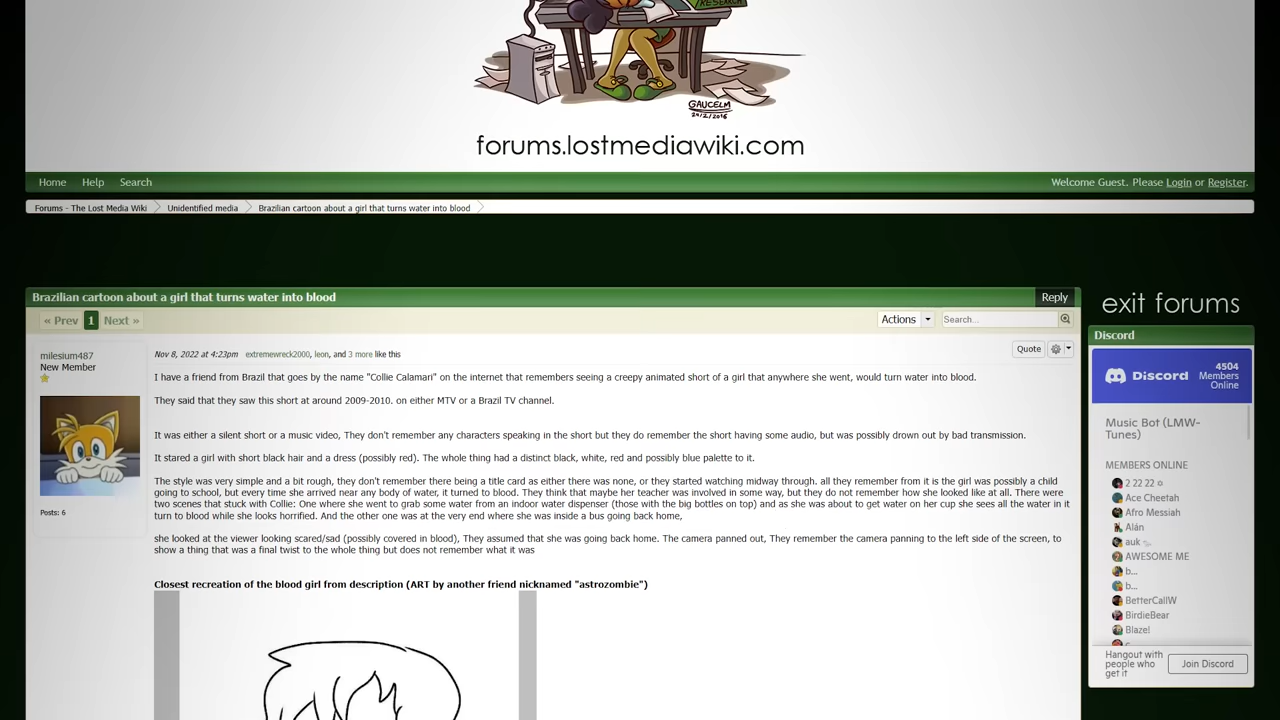 RESEARCH
GAUCELM
24/2/2016
forums.lostmediawiki.com
Home Help Search
Welcome Guest. Please Login or Register.
Forums - The Lost Media Wiki Unidentified media Brazilian cartoon about a girl that turns water into blood
Brazilian cartoon about a girl that turns water into blood
Reply
exit forums
« Prev 1 Next »
Actions
Search...
Discord
milesium487
New Member
Nov 8, 2022 at 4:23pm extremewreck2000, leon, and 3 more like this
Quote
I have a friend from Brazil that goes by the name "Collie Calamari" on the internet that remembers seeing a creepy animated short of a girl that anywhere she went, would turn water into blood.
They said that they saw this short at around 2009-2010. on either MTV or a Brazil TV channel.
It was either a silent short or a music video, They don't remember any characters speaking in the short but they do remember the short having some audio, but was possibly drown out by bad transmission.
It stared a girl with short black hair and a dress (possibly red). The whole thing had a distinct black, white, red and possibly blue palette to it.
The style was very simple and a bit rough, they don't remember there being a title card as either there was none, or they started watching midway through. all they remember from it is the girl was possibly a child
going to school, but every time she arrived near any body of water, it turned to blood. They think that maybe her teacher was involved in some way, but they do not remember how she looked like at all. There were
two scenes that stuck with Collie: One where she went to grab some water from an indoor water dispenser (those with the big bottles on top) and as she was about to get water on her cup she sees all the water in it
turn to blood while she looks horrified. And the other one was at the very end where she was inside a bus going back home,
she looked at the viewer looking scared/sad (possibly covered in blood), They assumed that she was going back home. The camera panned out, They remember the camera panning to the left side of the screen, to
show a thing that was a final twist to the whole thing but does not remember what it was
Closest recreation of the blood girl from description (ART by another friend nicknamed "astrozombie")
Posts: 6
Discord
4504
Members
Online
Music Bot (LMW-
Tunes)
MEMBERS ONLINE
2 22 22 ○
Ace Cheetah
Afro Messiah
Alán
auk
AWESOME ME
b...
b...
BetterCallW
BirdieBear
Blaze!
Hangout with
people who
get it
Join Discord